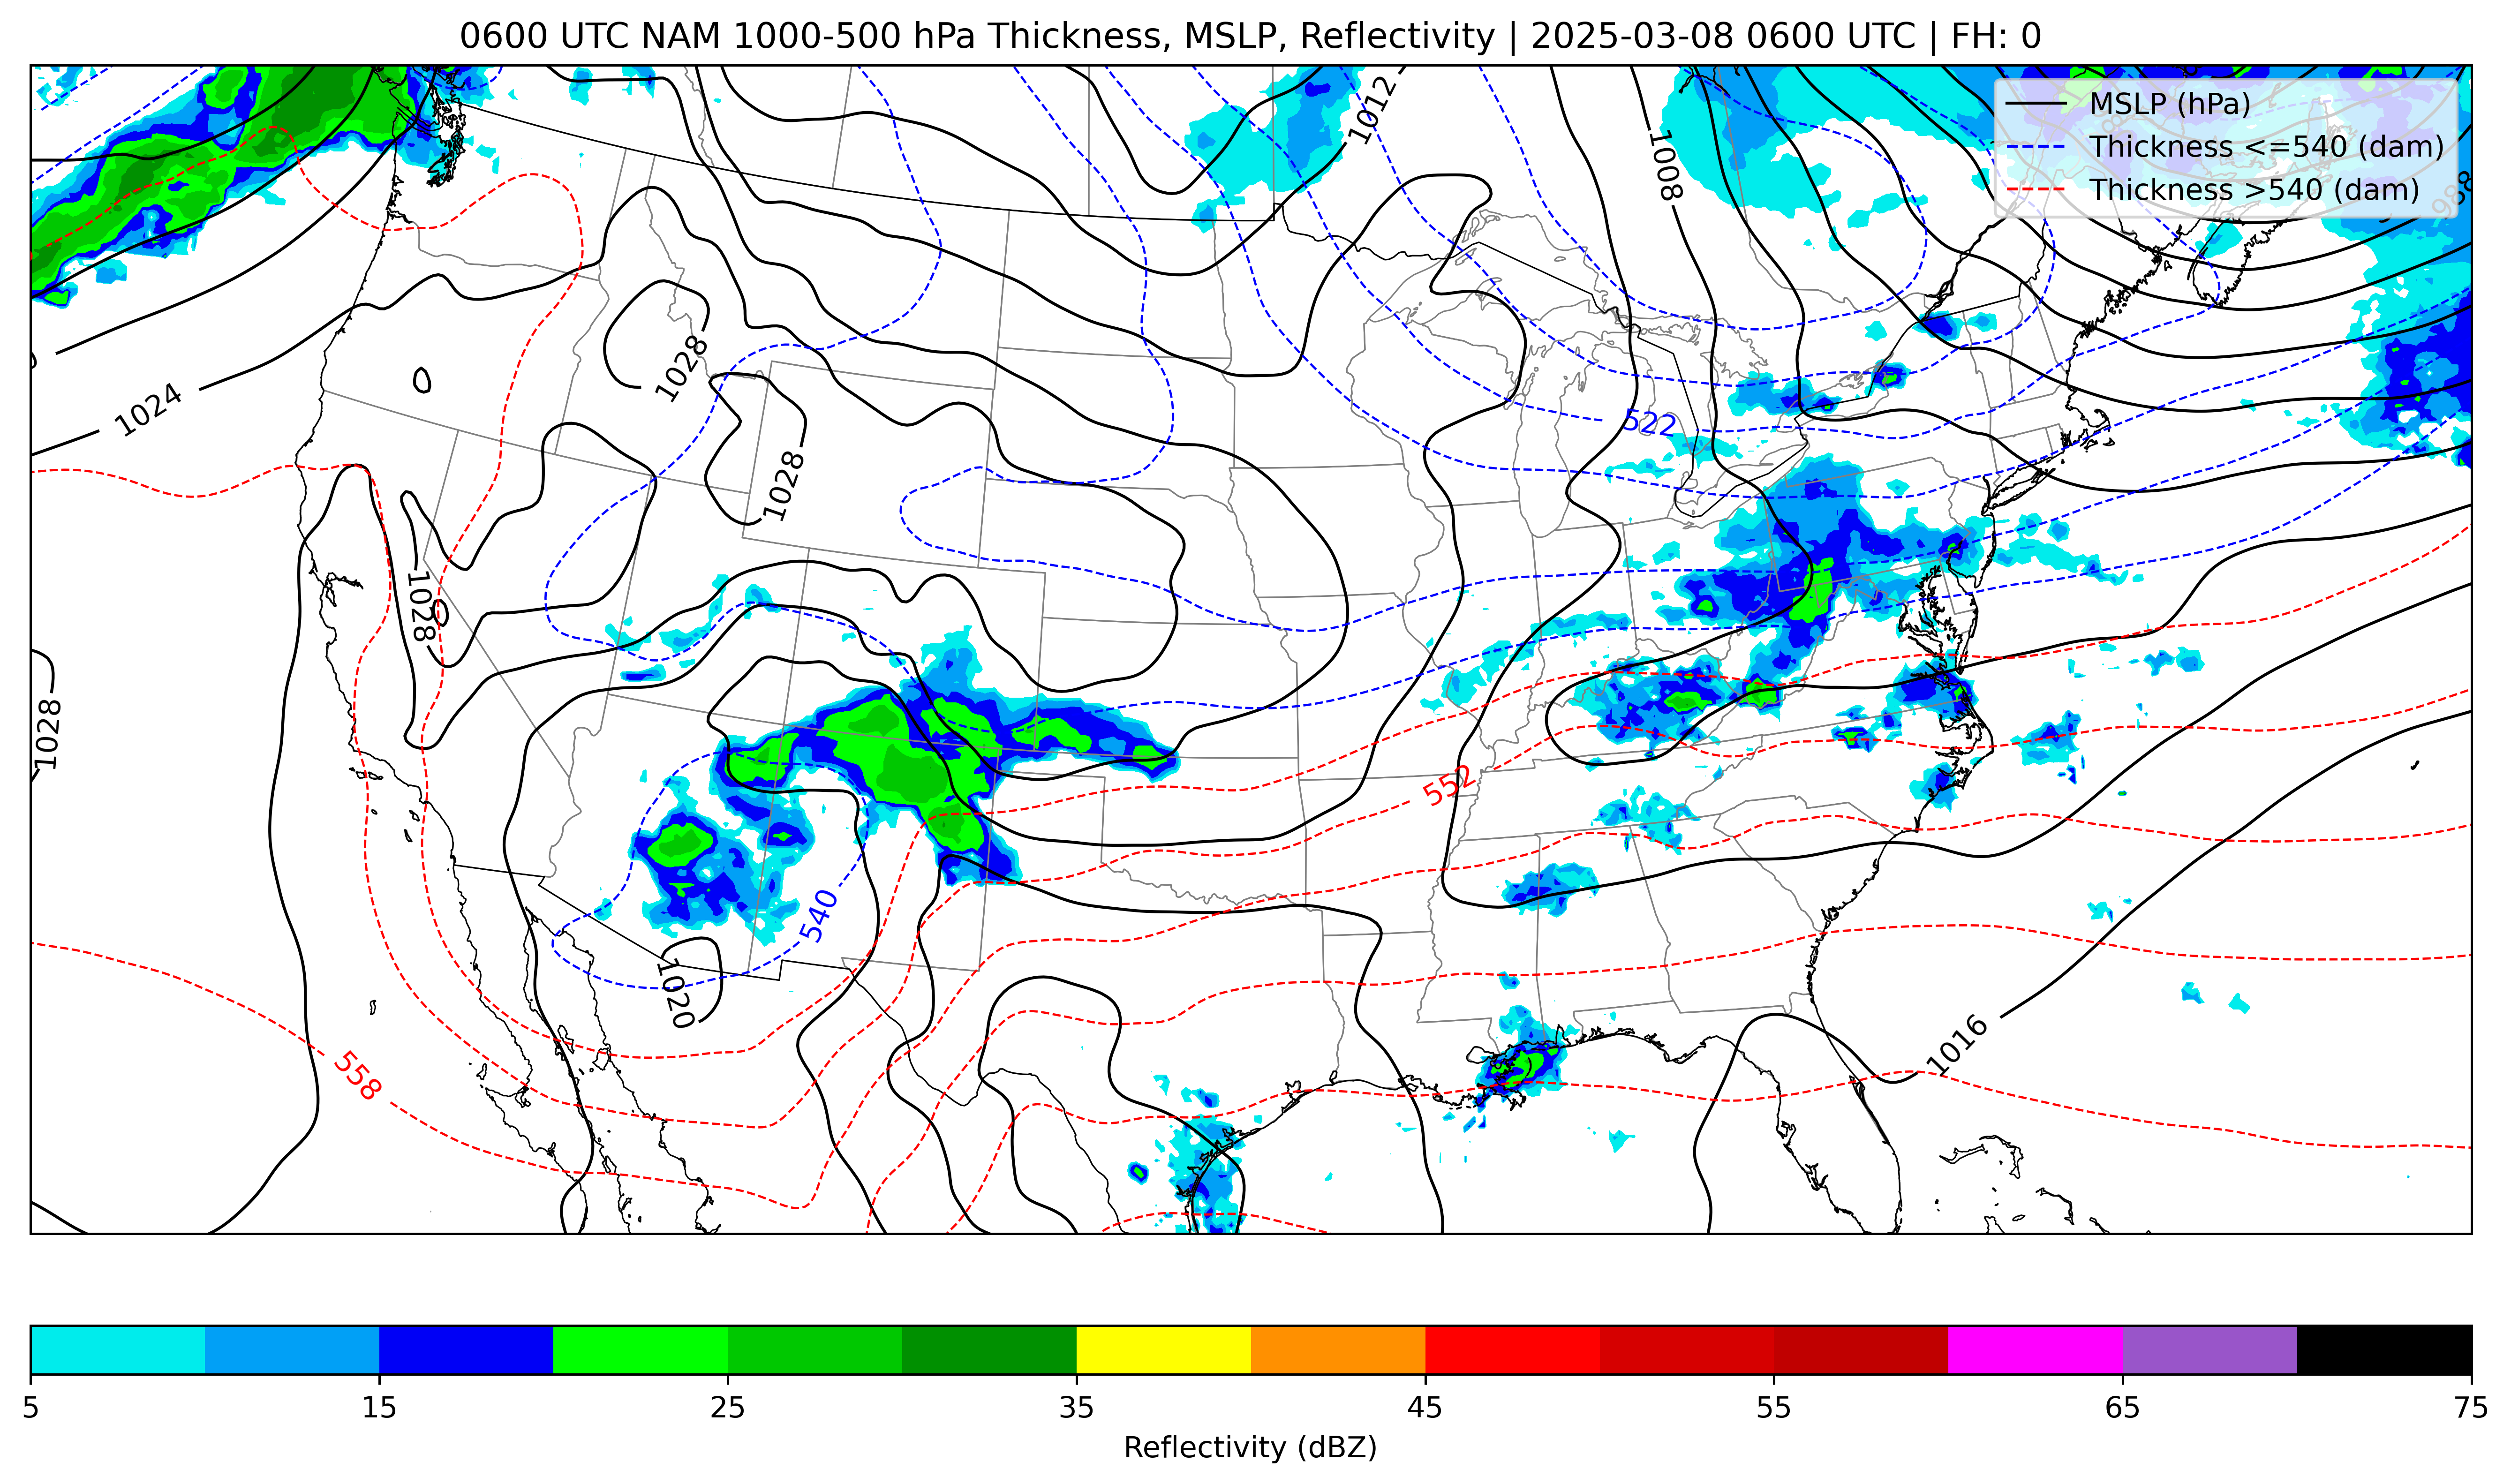 0600 UTC NAM 1000-500 hPa Thickness, MSLP, Reflectivity | 2025-03-08 0600 UTC | FH: 0
MSLP (hPa)
Thickness <=540 (dam)
Thickness >540 (dam)
1012
1008
1028
1024
522
1028
1028
1028
552
540
1020
558
1016
5 15 25 35 45 55 65 75
Reflectivity (dBZ)